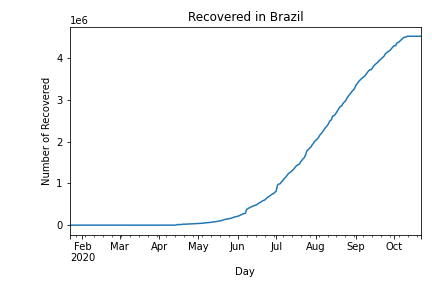 Recovered in Brazil
1e6
4
3
2
1
0
Number of Recovered
Feb Mar Apr May Jun Jul Aug Sep Oct
2020
Day